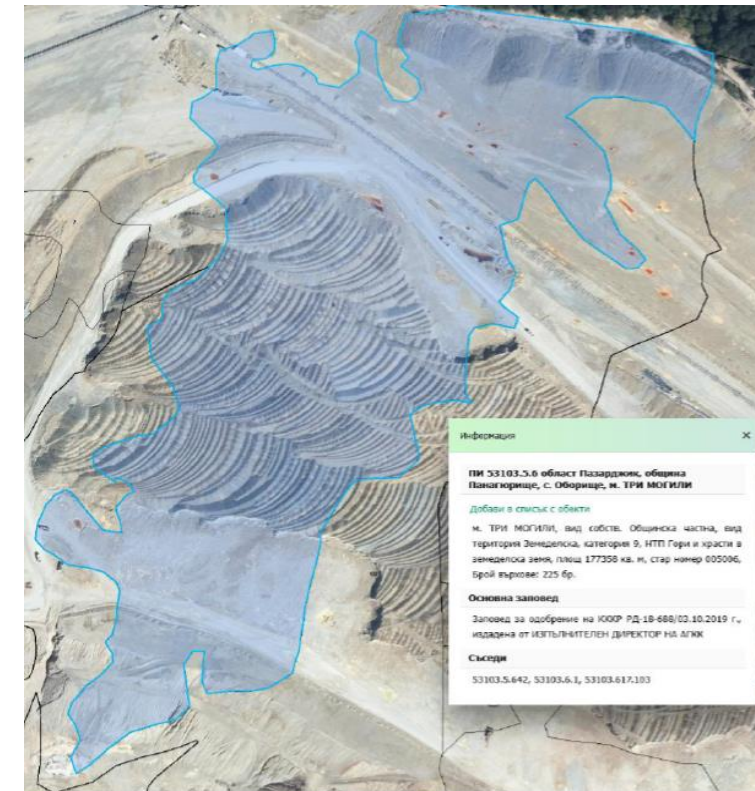 Информация
ПИ 53103.5.6 област Пазарджик, община
Панагюрище, с. Оборище, м. ТРИ МОГИЛИ
Добави в списък с обекти
м. ТРИ МОГИЛИ, вид собств. Общинска частна, вид
територия Земеделска, категория 9, НТП Гори и храсти в
земеделска земя, площ 177358 кв. м, стар номер 005006,
Брой върхове: 225 бр.
Основна заповед
Заповед за одобрение на КККР РД-18-688/03.10.2019 г.,
издадена от ИЗПЪЛНИТЕЛЕН ДИРЕКТОР НА АГКК
Съседи
53103.5.642, 53103.6.1, 53103.617.103